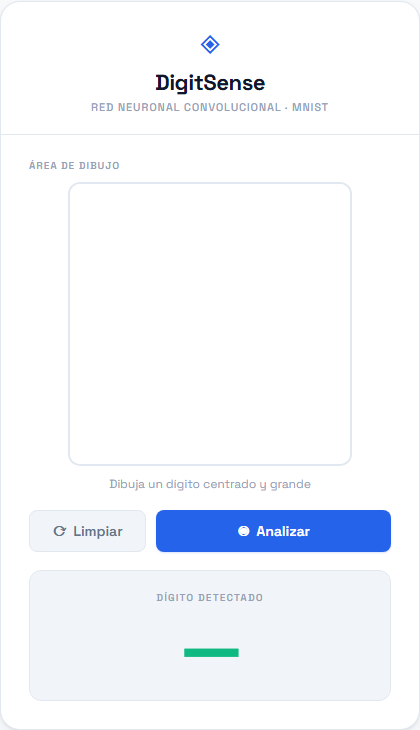 DigitSense
RED NEURONAL CONVOLUCIONAL · MNIST
ÁREA DE DIBUJO
Dibuja un dígito centrado y grande
Limpiar
Analizar
DÍGITO DETECTADO
—